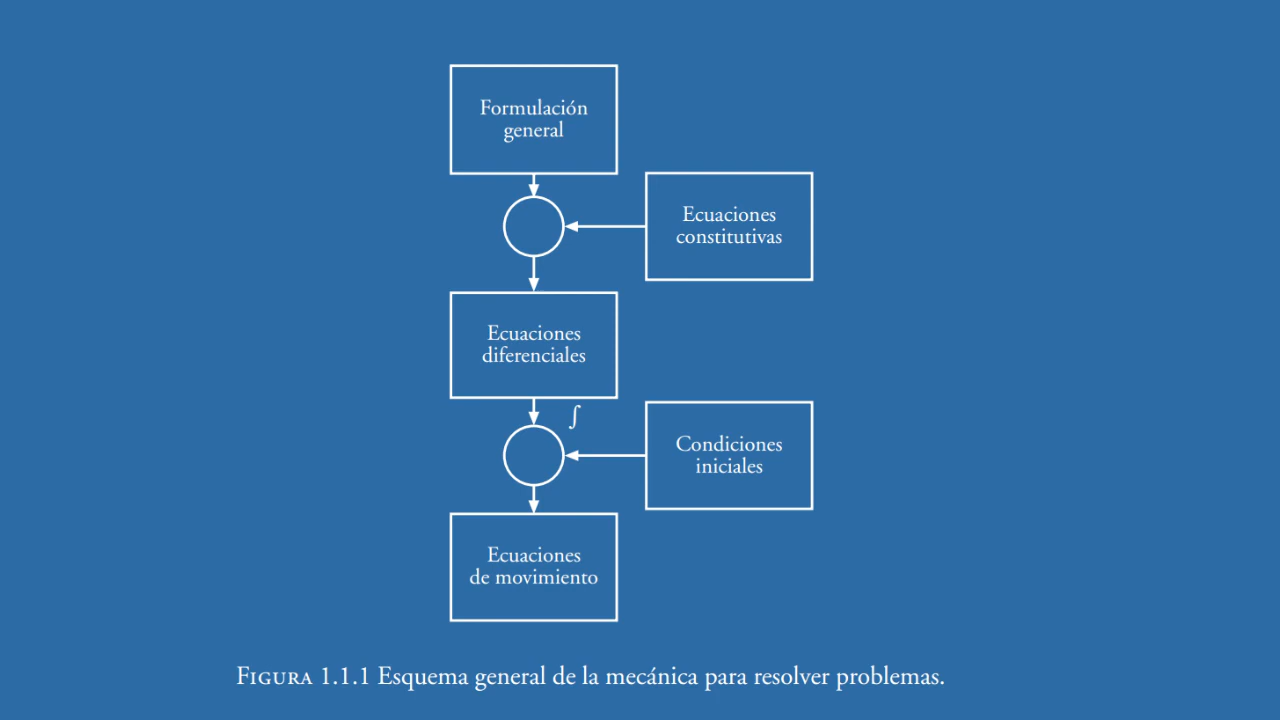 Formulación
general
Ecuaciones
constitutivas
Ecuaciones
diferenciales
∫
Condiciones
iniciales
Ecuaciones
de movimiento
Figura 1.1.1 Esquema general de la mecánica para resolver problemas.